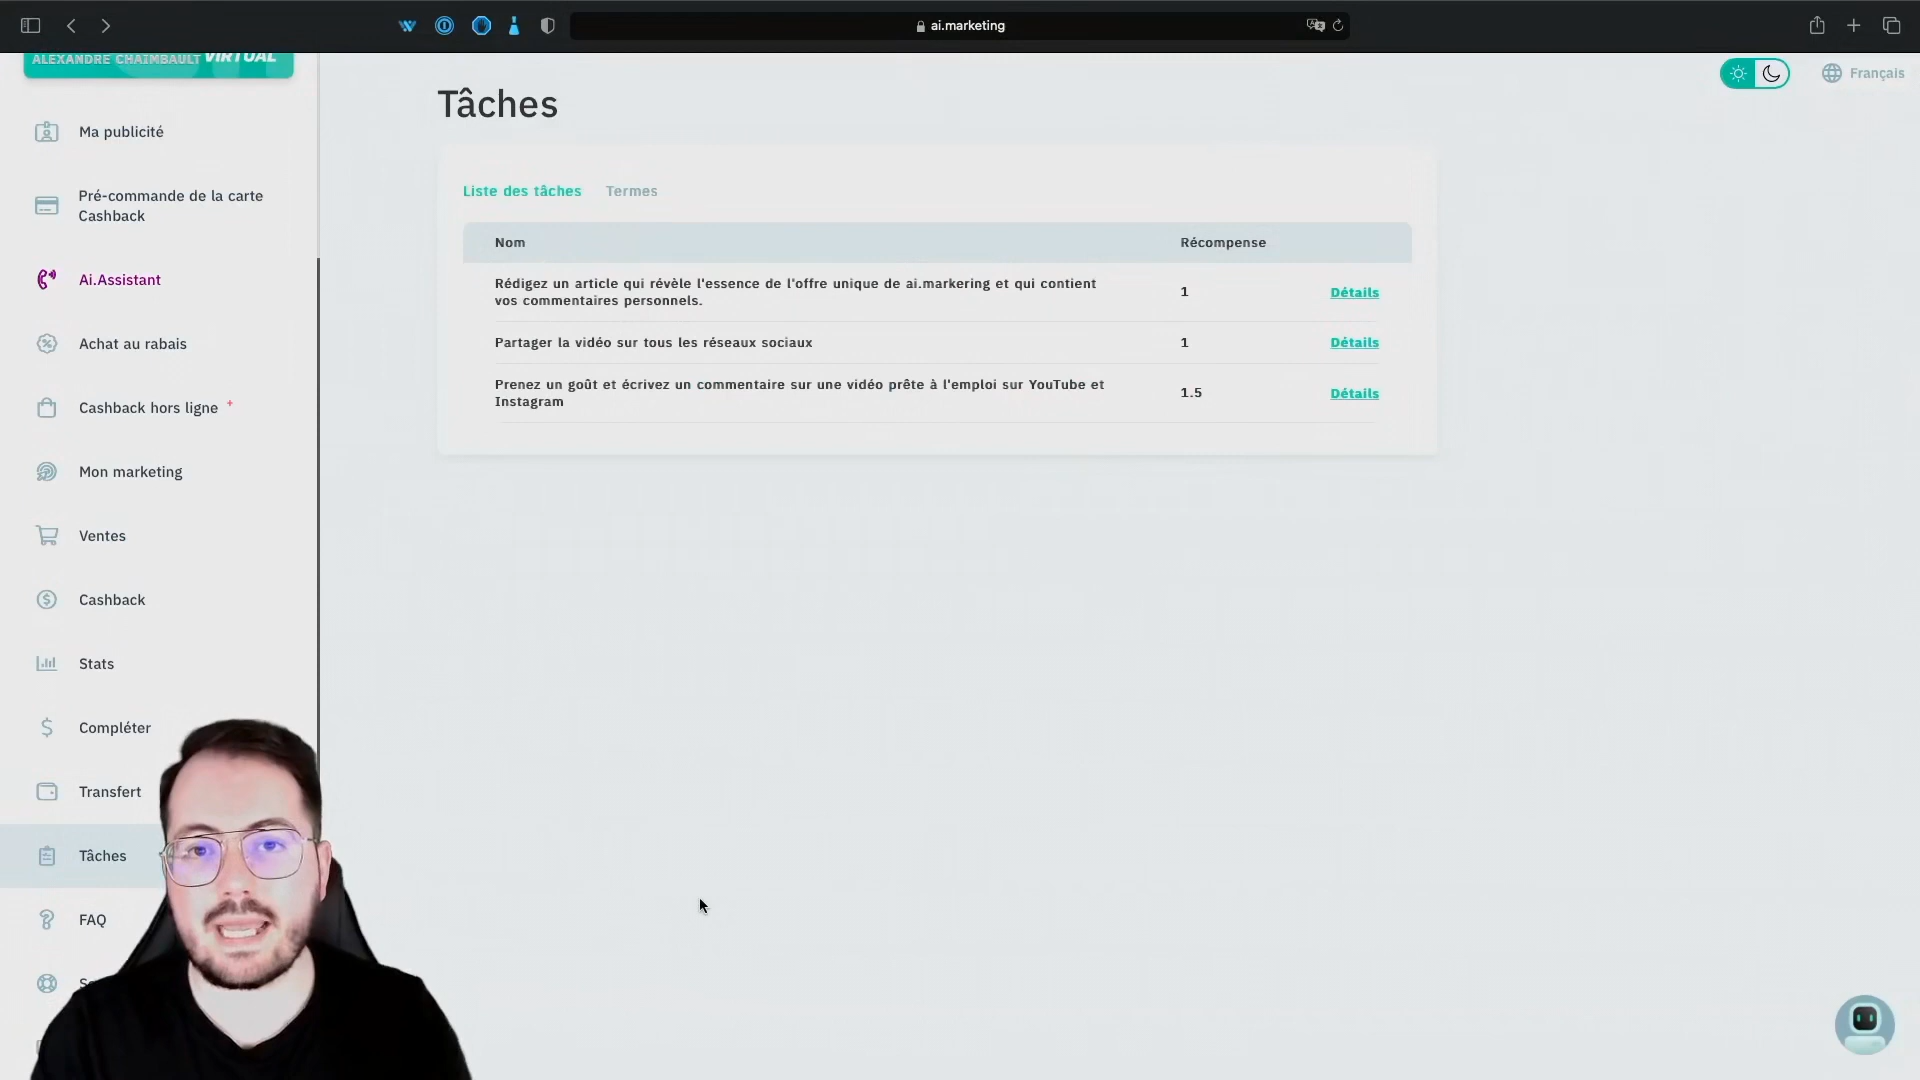 ai.marketing
ALEXANDRE CHAIMBAULT VIRTUAL
Français
Tâches
Ma publicité
Pré-commande de la carte
Cashback
Ai.Assistant
Achat au rabais
Cashback hors ligne +
Mon marketing
Ventes
Cashback
Stats
Compléter
Transfert
Tâches
FAQ
Liste des tâches Termes
Nom Récompense
Rédigez un article qui révèle l'essence de l'offre unique de ai.markering et qui contient
vos commentaires personnels.
1 Détails
Partager la vidéo sur tous les réseaux sociaux 1 Détails
Prenez un goût et écrivez un commentaire sur une vidéo prête à l'emploi sur YouTube et
Instagram
1.5 Détails